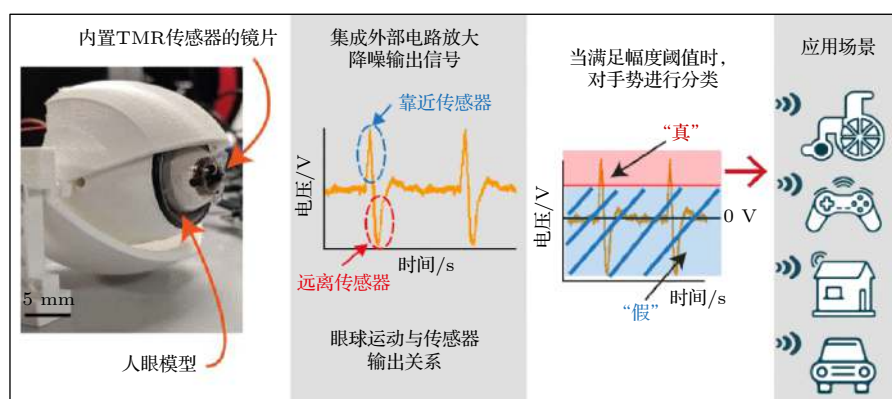 内置TMR传感器的镜片
5 mm
人眼模型
集成外部电路放大
降噪输出信号
靠近传感器
电压/V
时间/s
远离传感器
眼球运动与传感器
输出关系
当满足幅度阈值时，
对手势进行分类
“真”
电压/V
0 V
时间/s
“假”
应用场景